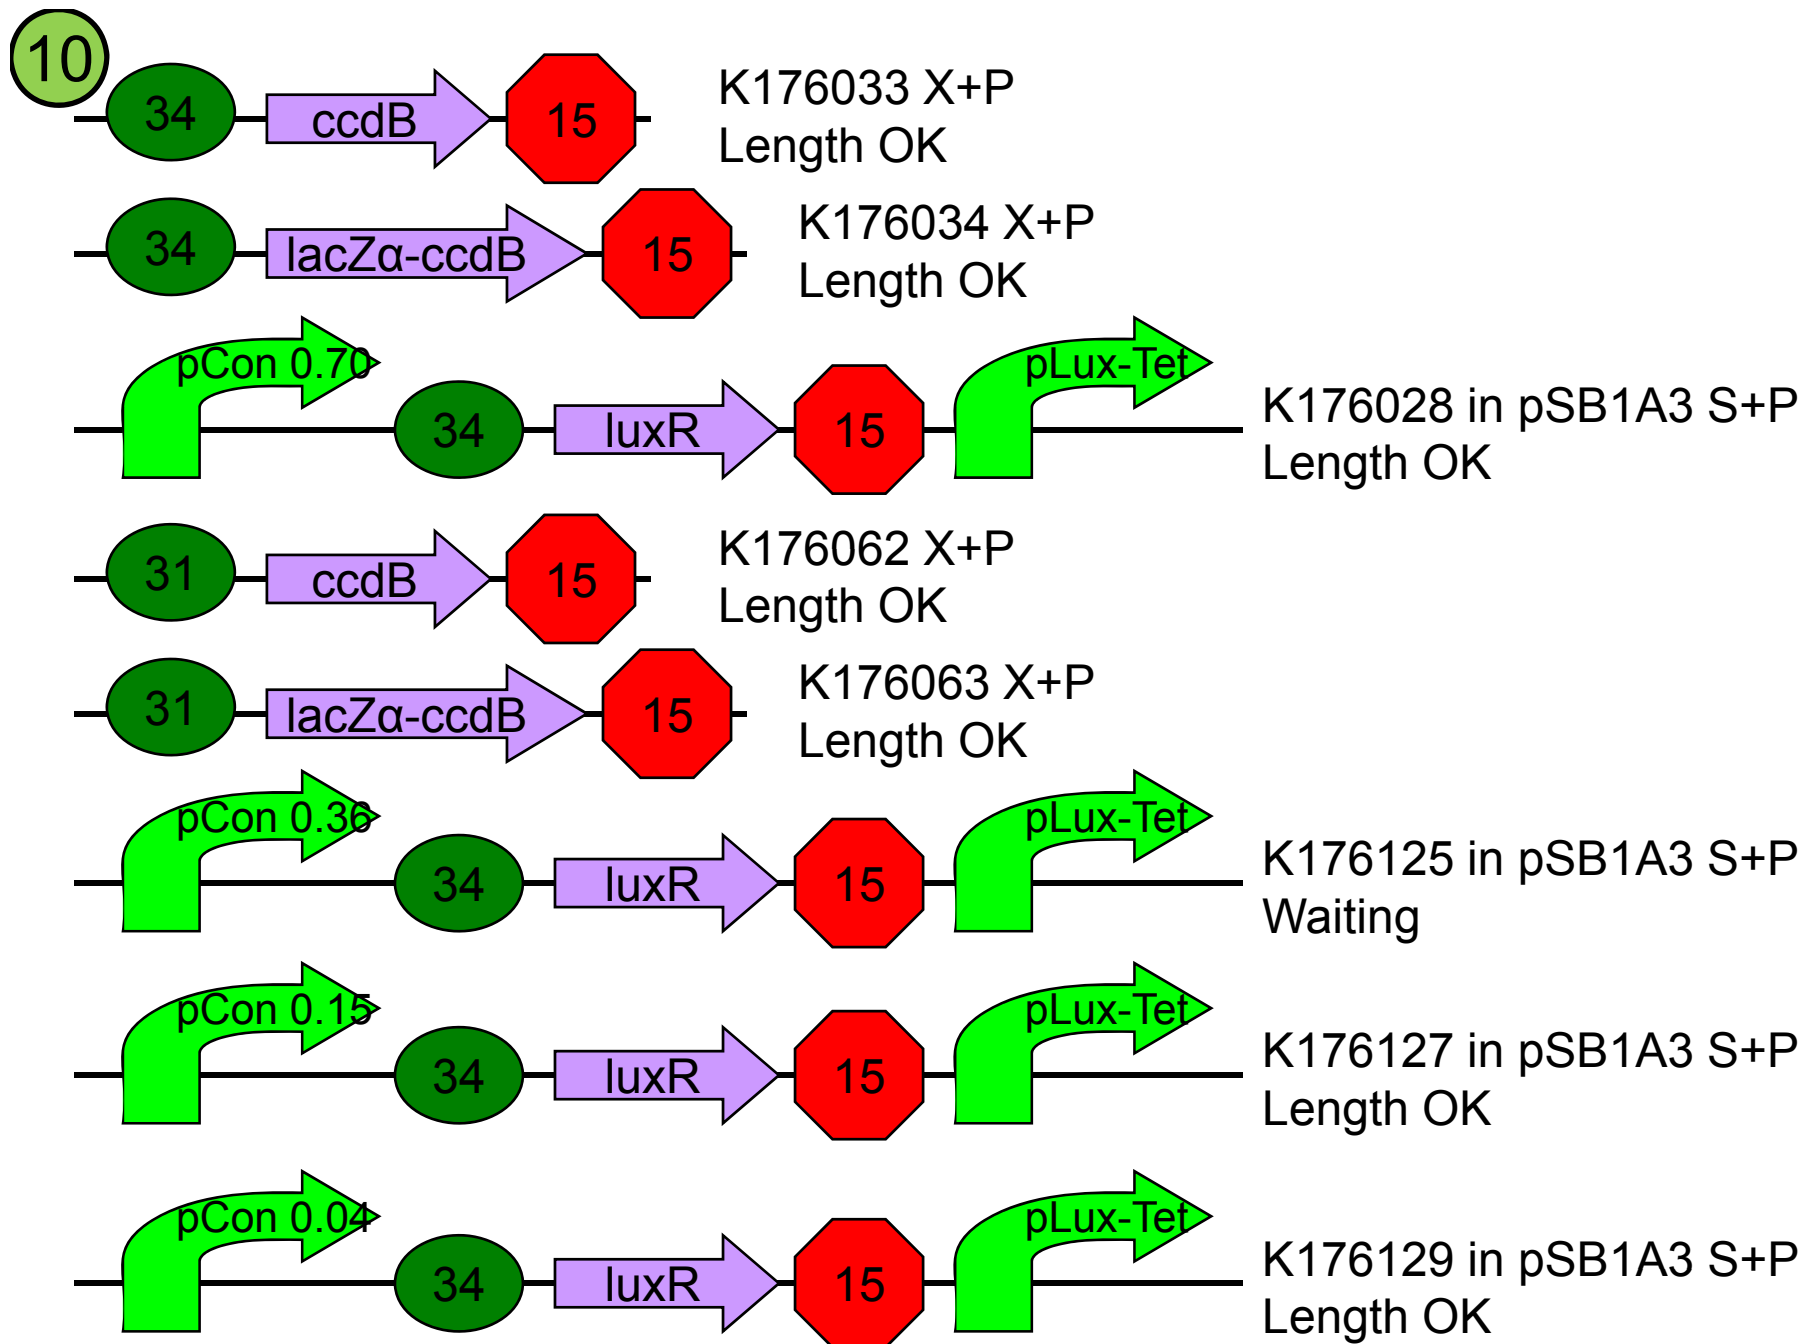 10
34 ccdB 15 K176033 X+P
Length OK
34 lacZα-ccdB 15 K176034 X+P
Length OK
pCon 0.70 pLux-Tet
34 luxR 15 K176028 in pSB1A3 S+P
Length OK
31 ccdB 15 K176062 X+P
Length OK
31 lacZα-ccdB 15 K176063 X+P
Length OK
pCon 0.36 pLux-Tet
34 luxR 15 K176125 in pSB1A3 S+P
Waiting
pCon 0.15 pLux-Tet
34 luxR 15 K176127 in pSB1A3 S+P
Length OK
pCon 0.04 pLux-Tet
34 luxR 15 K176129 in pSB1A3 S+P
Length OK